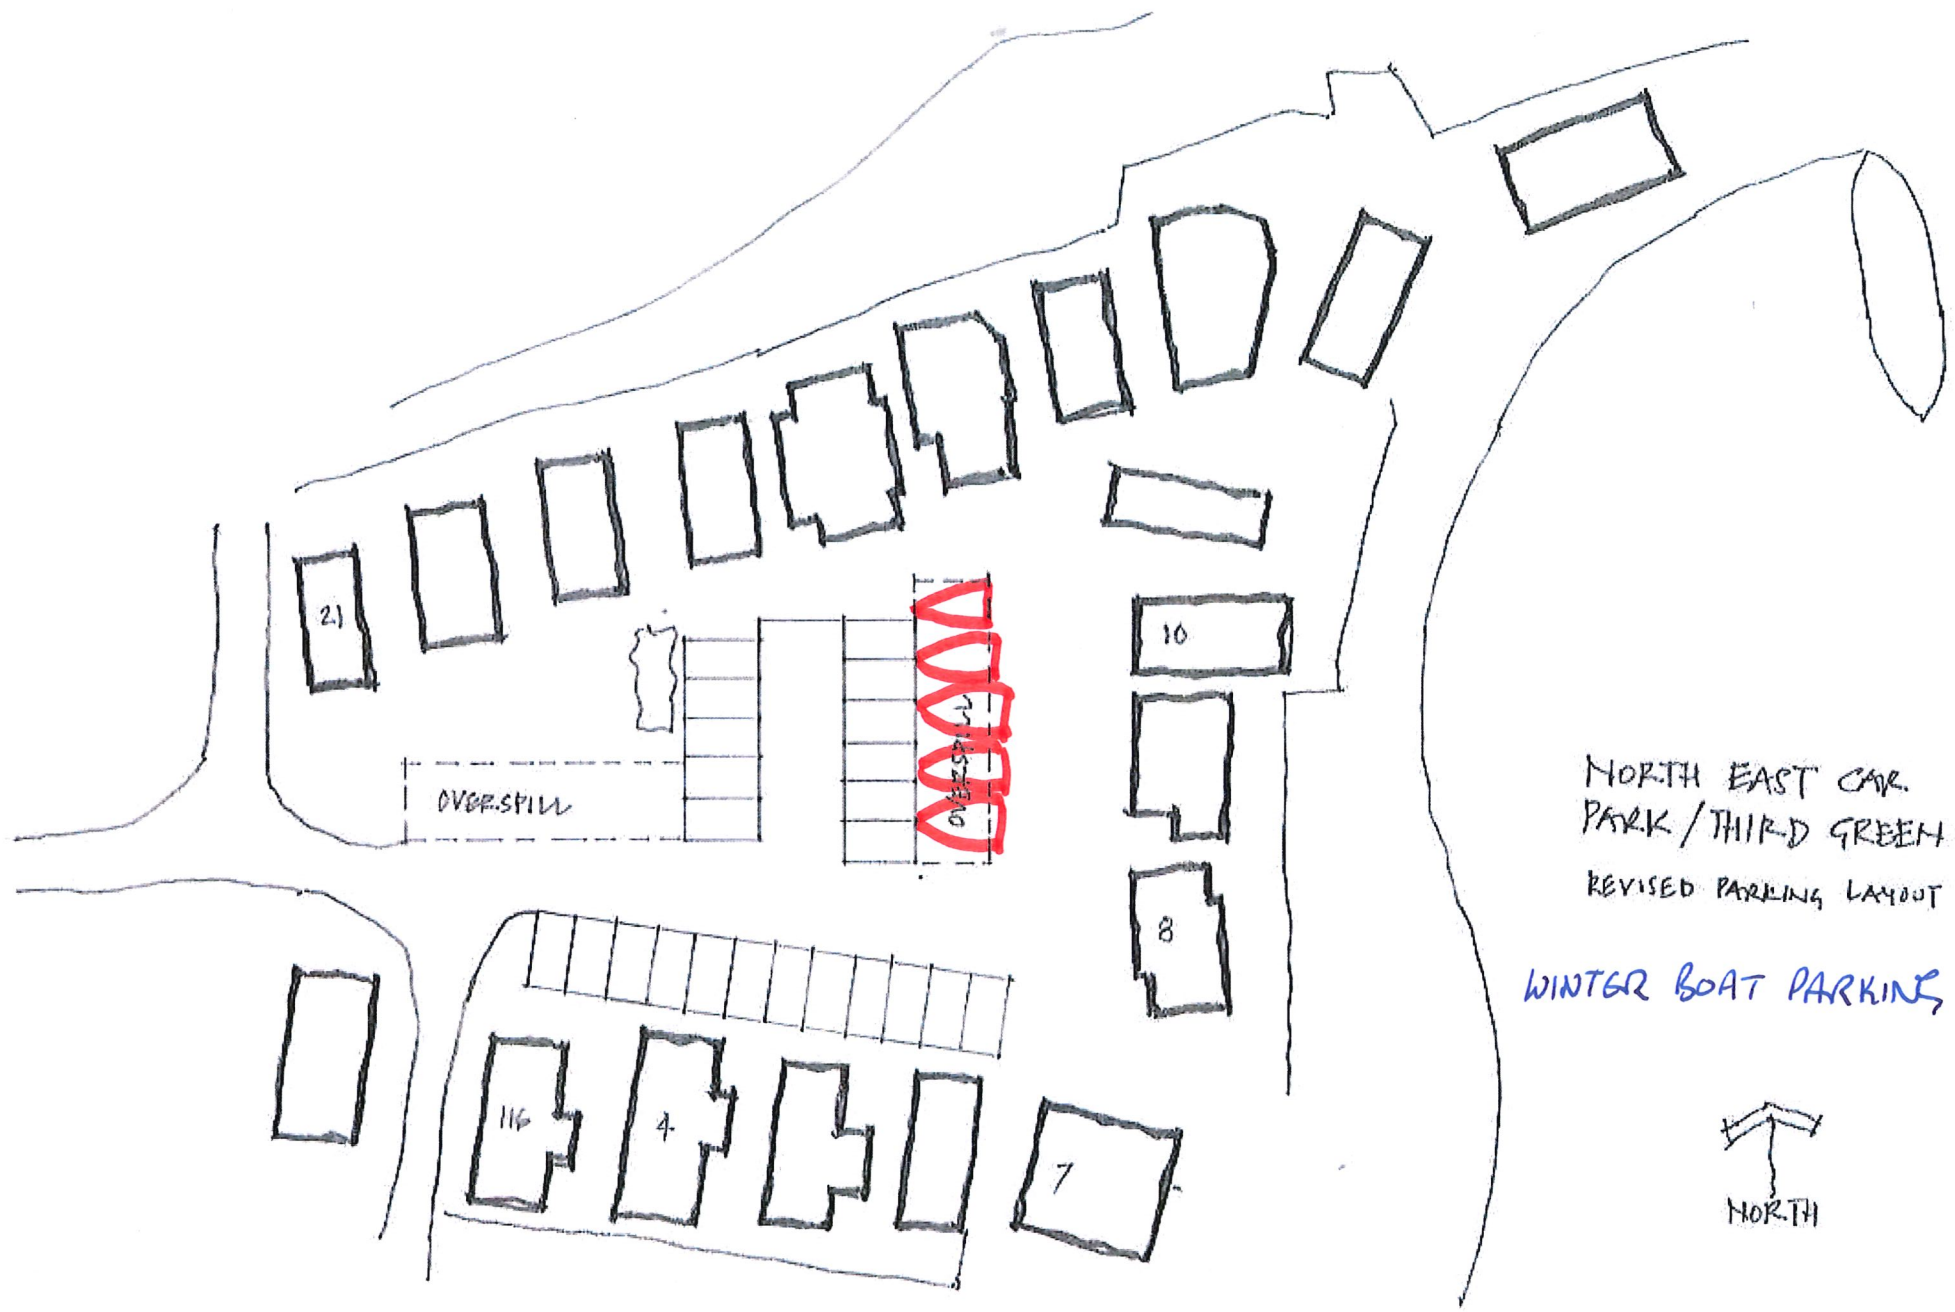 21
10
OVERSPILL
OVERSPILL
8
116
4
7
NORTH EAST CAR
PARK / THIRD GREEN
REVISED PARKING LAYOUT
WINTER BOAT PARKING
NORTH